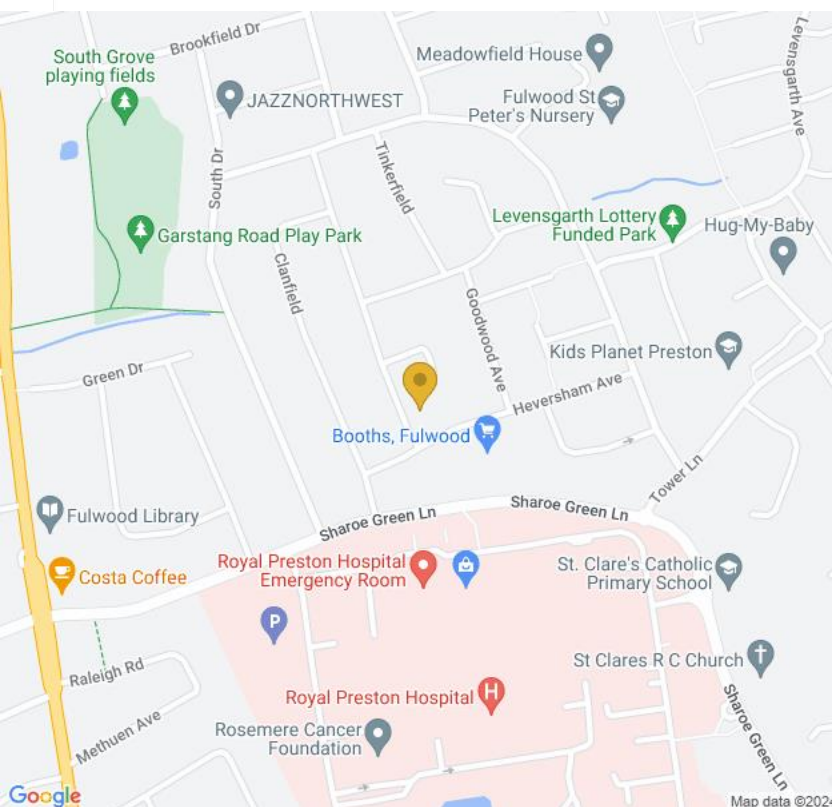 Brookfield Dr
South Grove
playing fields
JAZZNORTHWEST
Meadowfield House
Fulwood St
Peter's Nursery
Levensgarth Ave
South Dr
Tinkerfield
Garstang Road Play Park
Levensgarth Lottery
Funded Park
Hug-My-Baby
Clanfield
Goodwood Ave
Kids Planet Preston
Green Dr
Heversham Ave
Booths, Fulwood
Tower Ln
Fulwood Library
Sharoe Green Ln
Sharoe Green Ln
Royal Preston Hospital
Emergency Room
St. Clare's Catholic
Primary School
Costa Coffee
P
St Clares R C Church
Raleigh Rd
Royal Preston Hospital
H
Sharoe Green Ln
Methuen Ave
Rosemere Cancer
Foundation
Google
Map data ©202